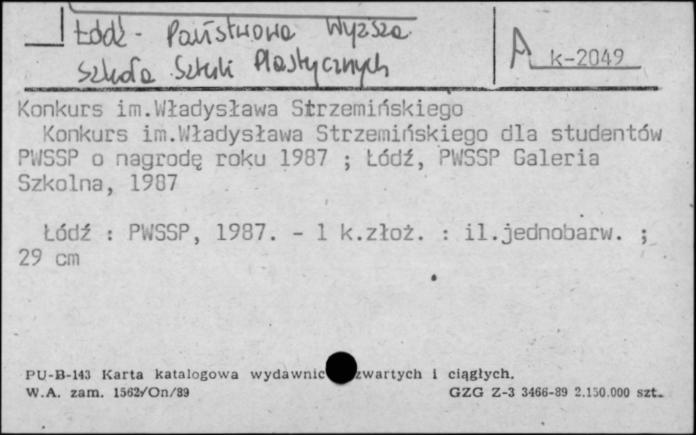 Łódź - Państwowa Wyższa
Szkoła Sztuk Plastycznych
A k-2049
Konkurs im.Władysława Strzemińskiego
Konkurs im.Władysława Strzemińskiego dla studentów
PWSSP o nagrodę roku 1987 ; Łódź, PWSSP Galeria
Szkolna, 1987
Łódź : PWSSP, 1987. - 1 k.złoż. : il.jednobarw. ;
29 cm
PU-B-143 Karta katalogowa wydawnic zwartych i ciągłych.
W.A. zam. 1562/On/89 GZG Z-3 3466-89 2.150.000 szt.